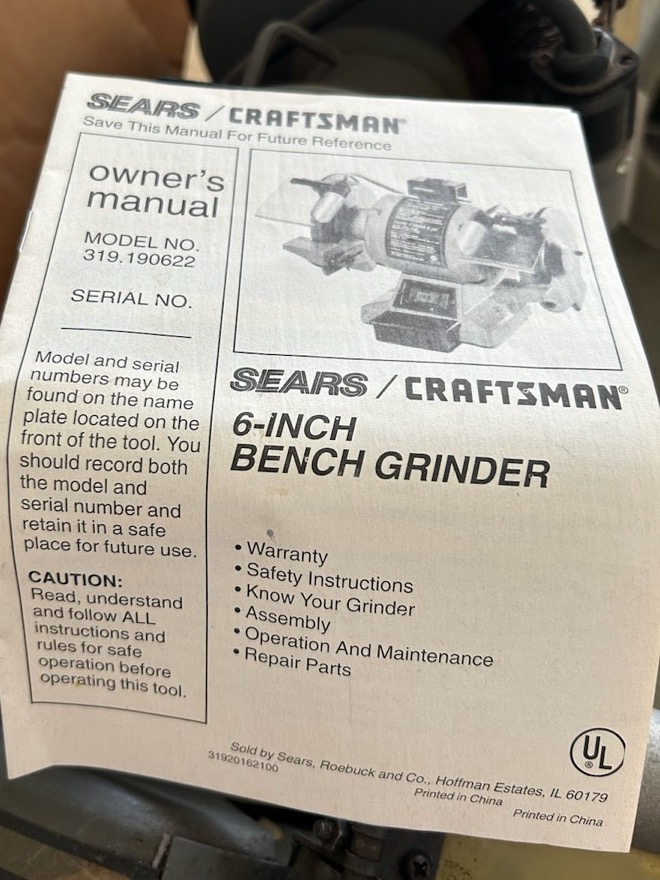 SEARS / CRAFTSMAN®
Save This Manual For Future Reference
owner's
manual
MODEL NO.
319.190622
SERIAL NO.
Model and serial
numbers may be
found on the name
plate located on the
front of the tool. You
should record both
the model and
serial number and
retain it in a safe
place for future use.
CAUTION:
Read, understand
and follow ALL
instructions and
rules for safe
operation before
operating this tool.
SEARS / CRAFTSMAN®
6-INCH
BENCH GRINDER
• Warranty
• Safety Instructions
• Know Your Grinder
• Assembly
• Operation And Maintenance
• Repair Parts
UL®
Sold by Sears, Roebuck and Co., Hoffman Estates, IL 60179
31920162100
Printed in China
Printed in China